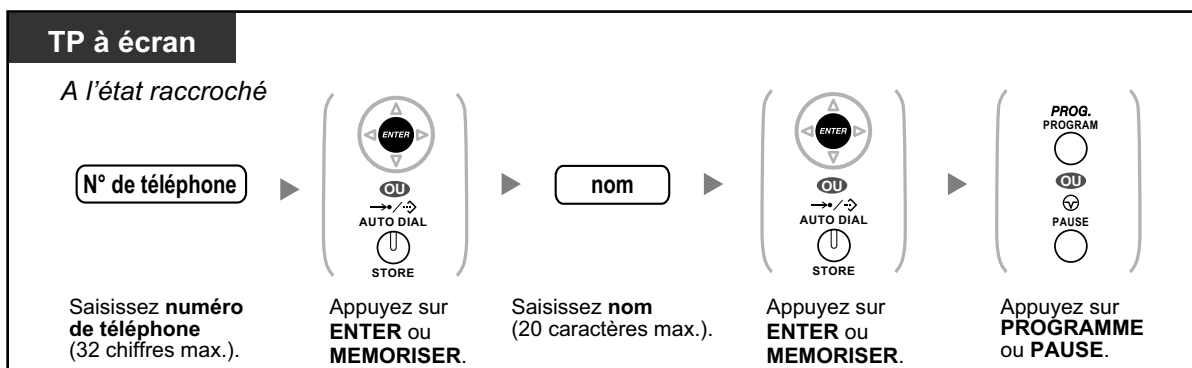 TP à écran
A l'état raccroché
N° de téléphone
ENTER
OU
AUTO DIAL
STORE
nom
ENTER
OU
AUTO DIAL
STORE
PROG.
PROGRAM
OU
PAUSE
Saisissez numéro
de téléphone
(32 chiffres max.).
Appuyez sur
ENTER ou
MEMORISER.
Saisissez nom
(20 caractères max.).
Appuyez sur
ENTER ou
MEMORISER.
Appuyez sur
PROGRAMME
ou PAUSE.